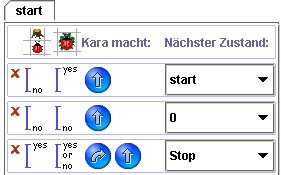 start
Kara macht: Nächster Zustand:
no yes start
no no 0
yes yes or no Stop